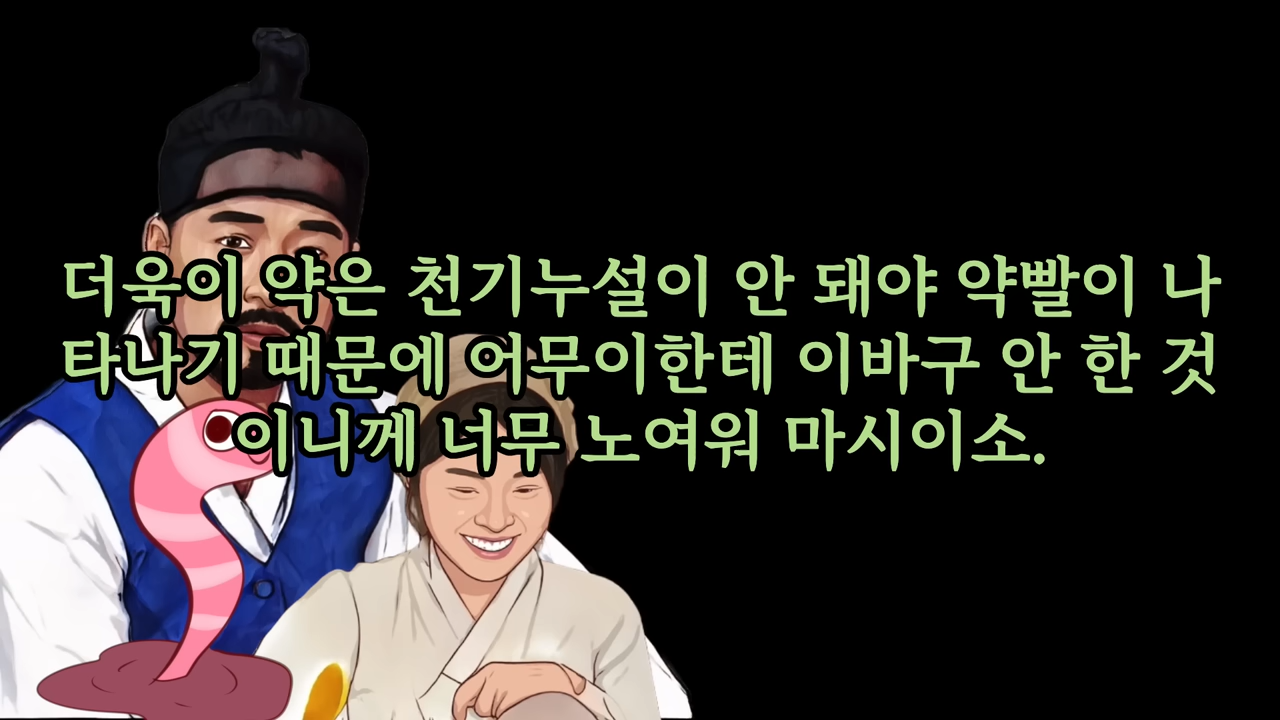 더욱이 약은 천기누설이 안 돼야 약빨이 나
타나기 때문에 어무이한테 이바구 안 한 것
이니께 너무 노여워 마시이소.